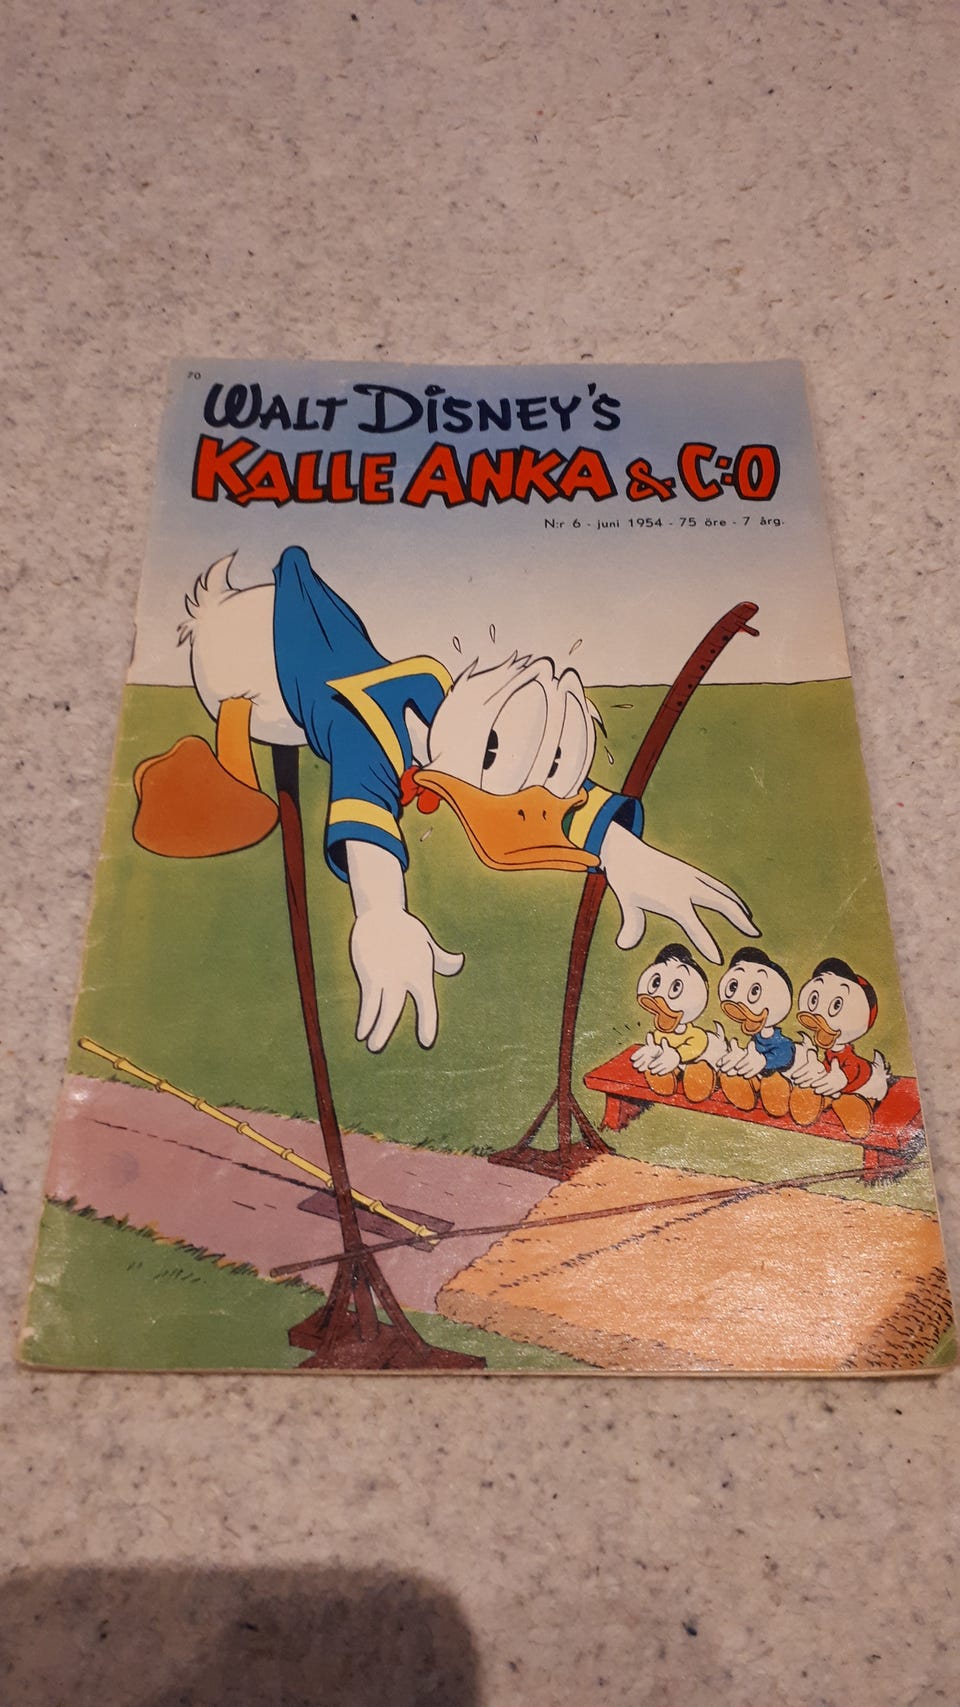 70
WALT DISNEY'S
KALLE ANKA & C:O
N:r 6 - juni 1954 - 75 öre - 7 årg.